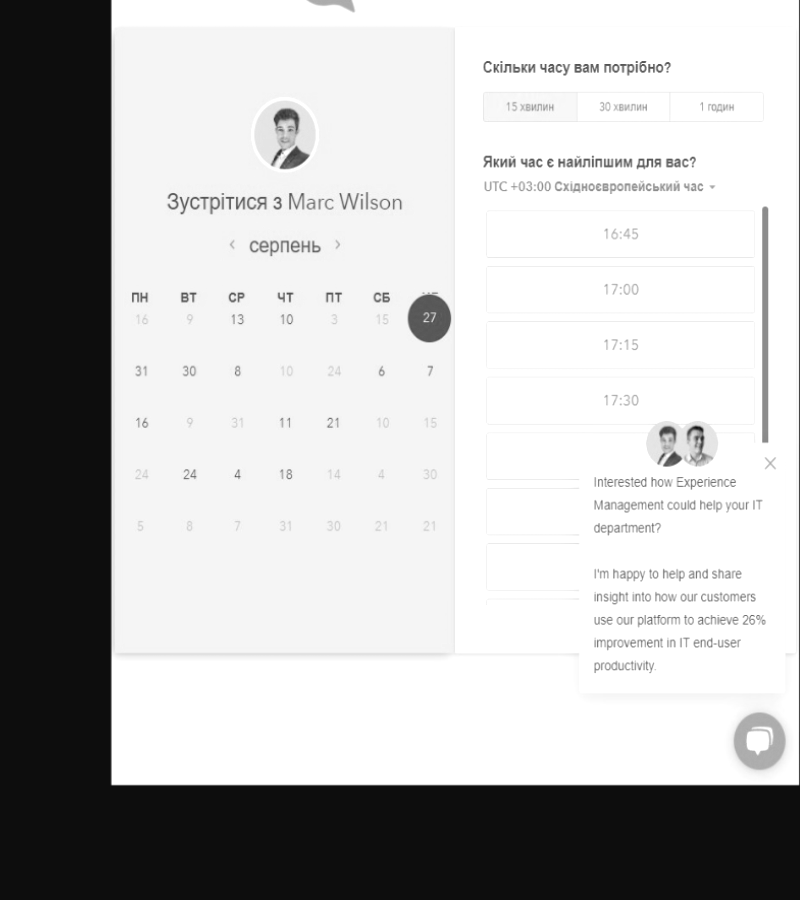 Зустрітися з Marc Wilson
серпень
ПН ВТ СР ЧТ ПТ СБ
16 9 13 10 3 15 27
31 30 8 10 24 6 7
16 9 31 11 21 10 15
24 24 4 18 14 4 30
5 8 7 31 30 21 21
Скільки часу вам потрібно?
15 хвилин 30 хвилин 1 годин
Який час є найліпшим для вас?
UTC +03:00 Східноєвропейський час
16:45
17:00
17:15
17:30
Interested how Experience
Management could help your IT
department?
I'm happy to help and share
insight into how our customers
use our platform to achieve 26%
improvement in IT end-user
productivity.